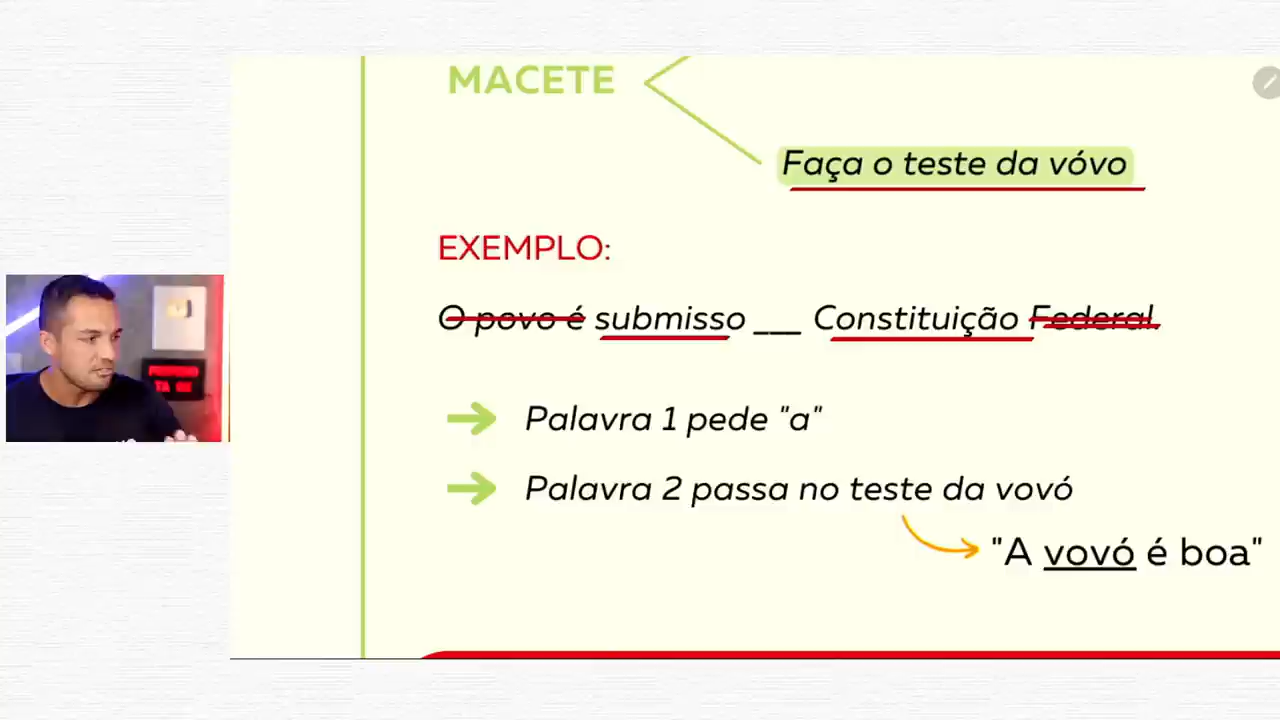 MACETE
Faça o teste da vóvo
EXEMPLO:
O povo é submisso ___ Constituição Federal.
Palavra 1 pede "a"
Palavra 2 passa no teste da vovó
"A vovó é boa"